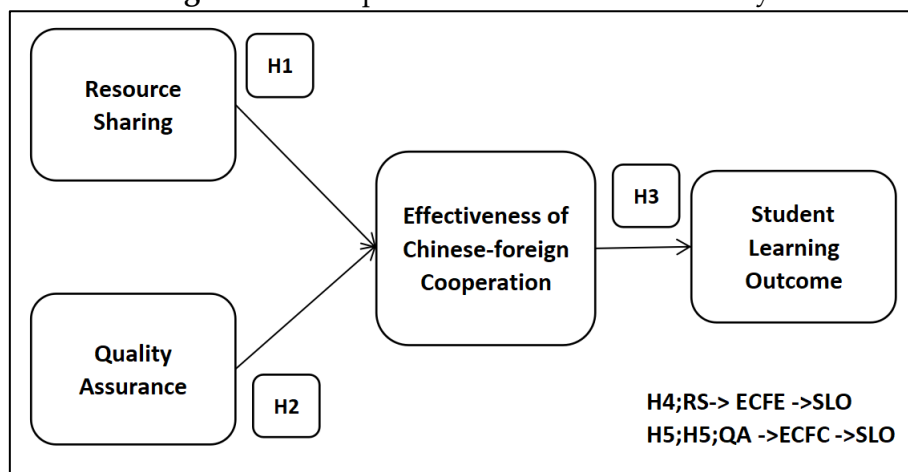 H1
Resource
Sharing
Effectiveness of
Chinese-foreign
Cooperation
H3
Student
Learning
Outcome
Quality
Assurance
H2
H4;RS-> ECFE ->SLO
H5;H5;QA ->ECFC ->SLO